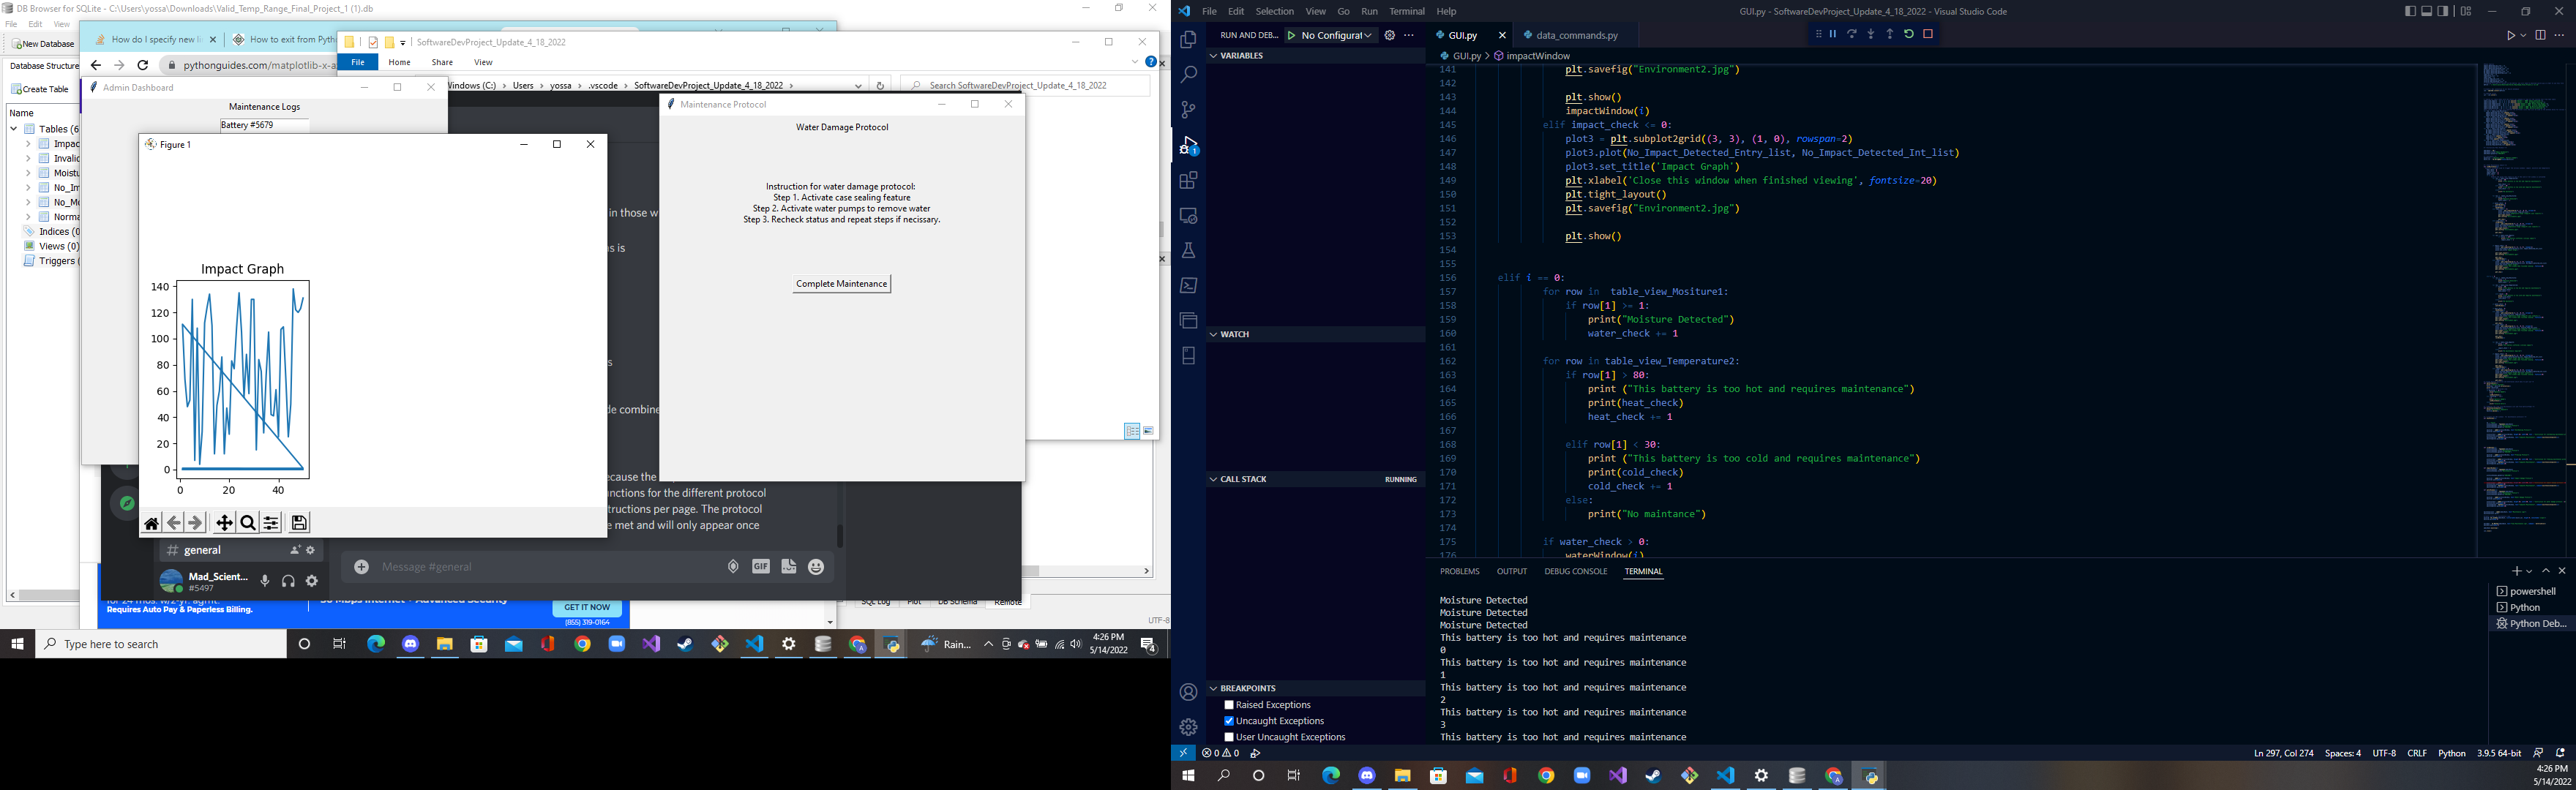 DB Browser for SQLite - C:\Users\yossa\Downloads\Valid_Temp_Range_Final_Project_1 (1).db
File Edit View
New Database
Database Structure
Create Table
Name
Tables (6
Impac
Invalid
Moistu
No_Im
No_Mo
Norma
Indices (0
Views (0)
Triggers (
How do I specify new l
How to exit from Pyth
pythonguides.com/matplotlib-x-a
SoftwareDevProject_Update_4_18_2022
File Home Share View
Windows (C:) > Users > yossa > .vscode > SoftwareDevProject_Update_4_18_2022 >
Search SoftwareDevProject_Update_4_18_2022
Admin Dashboard
Maintenance Logs
Battery #5679
Figure 1
Impact Graph
140
120
100
80
60
40
20
0
0 20 40
Maintenance Protocol
Water Damage Protocol
Instruction for water damage protocol:
Step 1. Activate case sealing feature
Step 2. Activate water pumps to remove water
Step 3. Recheck status and repeat steps if necissary.
Complete Maintenance
in those w
is is
de combine
ecause the
nctions for the different protocol
tructions per page. The protocol
e met and will only appear once
# general
Mad_Scient...
#5497
Message #general
GIF
Requires Auto Pay & Paperless Billing.
GET IT NOW
(855) 319-0164
SQL Log Plot DB Schema Remote
UTF-8
Type here to search
Rain...
4:26 PM
5/14/2022
4
File Edit Selection View Go Run Terminal Help
GUI.py - SoftwareDevProject_Update_4_18_2022 - Visual Studio Code
RUN AND DEB...
No Configurat
GUI.py
data_commands.py
GUI.py > impactWindow
VARIABLES
WATCH
CALL STACK
RUNNING
BREAKPOINTS
Raised Exceptions
Uncaught Exceptions
User Uncaught Exceptions
1
141 plt.savefig("Environment2.jpg")
142
143 plt.show()
144 impactWindow(i)
145 elif impact_check <= 0:
146 plot3 = plt.subplot2grid((3, 3), (1, 0), rowspan=2)
147 plot3.plot(No_Impact_Detected_Entry_list, No_Impact_Detected_Int_list)
148 plot3.set_title('Impact Graph')
149 plt.xlabel('Close this window when finished viewing', fontsize=20)
150 plt.tight_layout()
151 plt.savefig("Environment2.jpg")
152
153 plt.show()
154
155
156 elif i == 0:
157 for row in table_view_Mositure1:
158 if row[1] >= 1:
159 print("Moisture Detected")
160 water_check += 1
161
162 for row in table_view_Temperature2:
163 if row[1] > 80:
164 print ("This battery is too hot and requires maintenance")
165 print(heat_check)
166 heat_check += 1
167
168 elif row[1] < 30:
169 print ("This battery is too cold and requires maintenance")
170 print(cold_check)
171 cold_check += 1
172 else:
173 print("No maintance")
174
175 if water_check > 0:
176 waterWindow(i)
PROBLEMS OUTPUT DEBUG CONSOLE TERMINAL
Moisture Detected
Moisture Detected
Moisture Detected
This battery is too hot and requires maintenance
0
This battery is too hot and requires maintenance
1
This battery is too hot and requires maintenance
2
This battery is too hot and requires maintenance
3
This battery is too hot and requires maintenance
powershell
Python
Python Deb...
0 0
Ln 297, Col 274 Spaces: 4 UTF-8 CRLF Python 3.9.5 64-bit
4:26 PM
5/14/2022